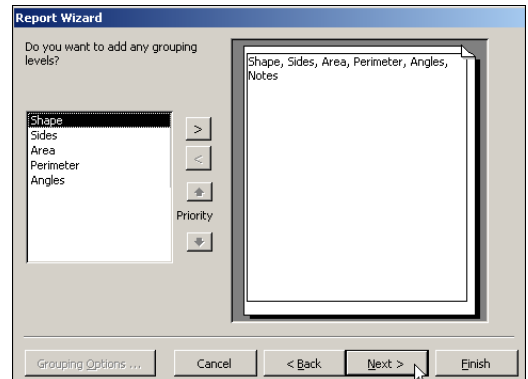 Report Wizard
Do you want to add any grouping
levels?
Shape, Sides, Area, Perimeter, Angles,
Notes
Shape
Sides
Area
Perimeter
Angles
>
<
Priority
Grouping Options ...
Cancel
< Back
Next >
Finish